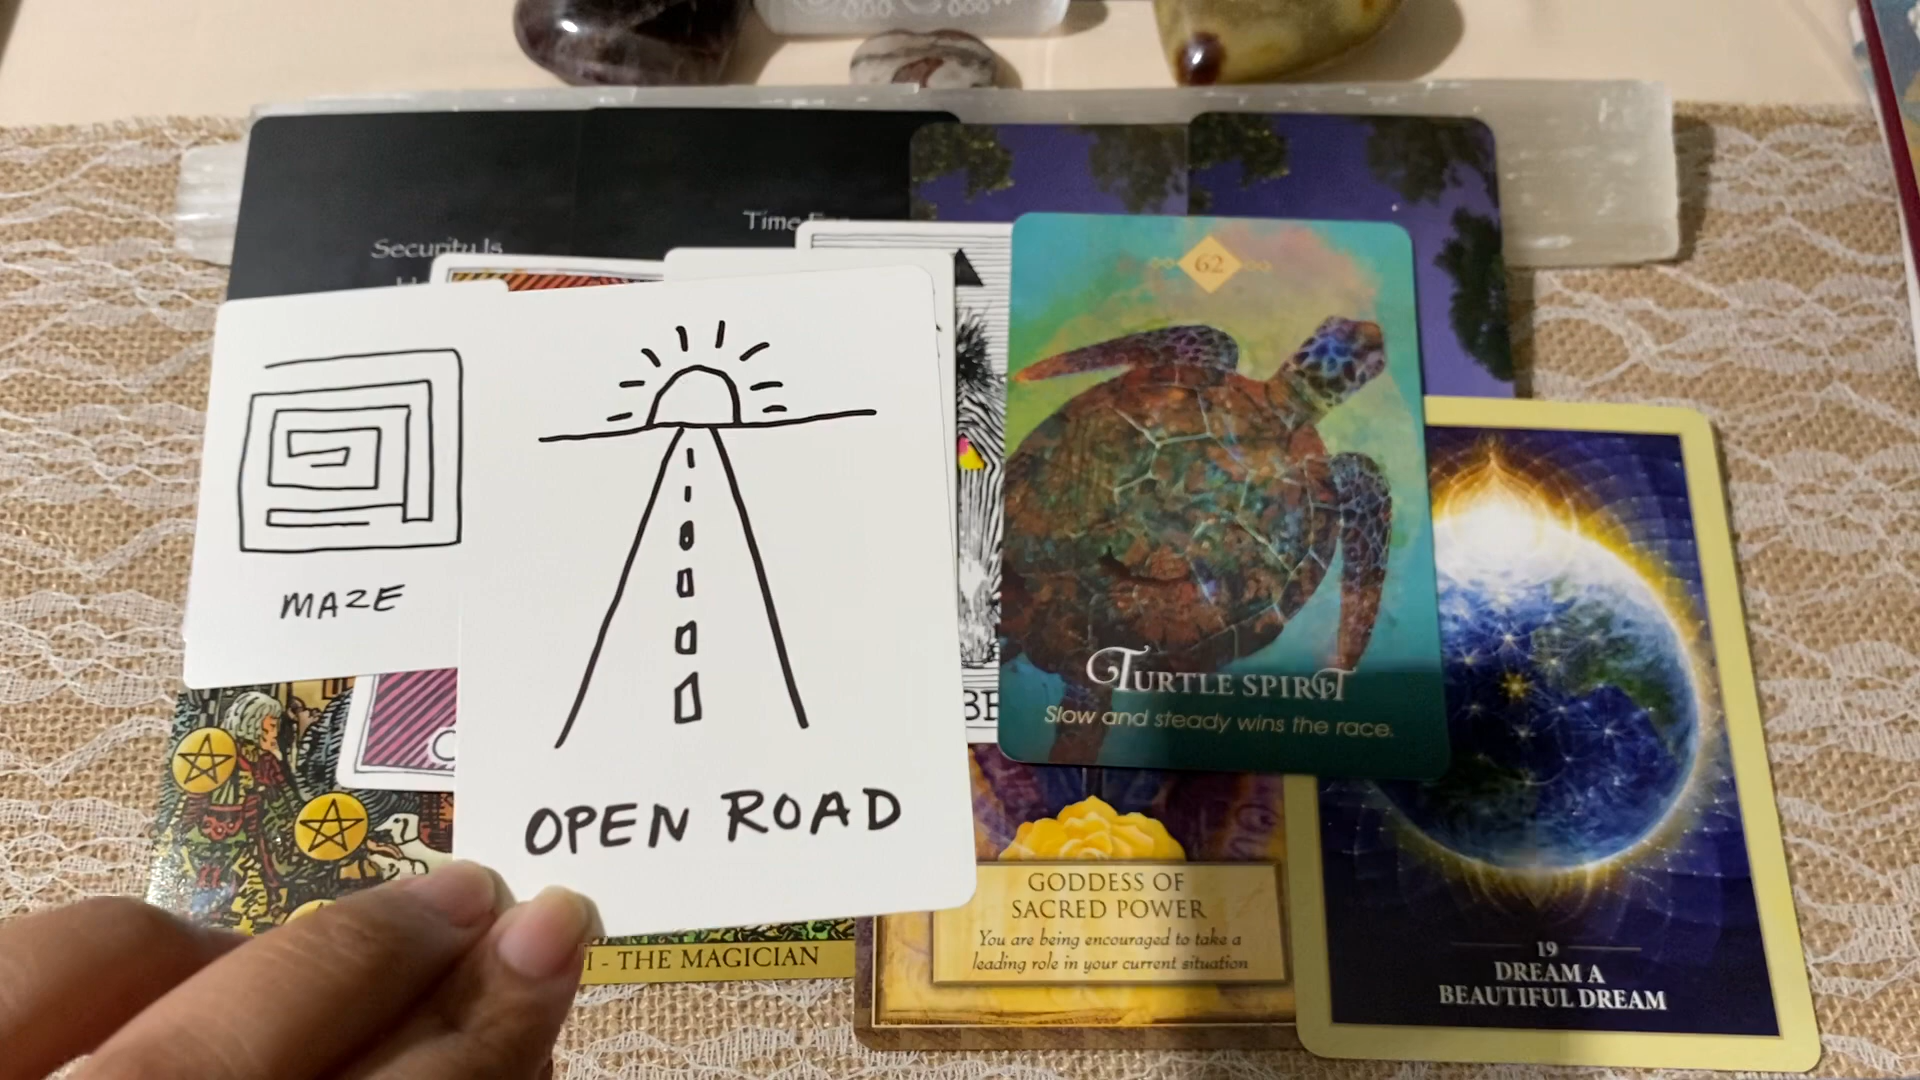 Security Is
Time For
62
MAZE
OPEN ROAD
TURTLE SPIRIT
Slow and steady wins the race.
GODDESS OF
SACRED POWER
You are being encouraged to take a
leading role in your current situation
I - THE MAGICIAN
19
DREAM A
BEAUTIFUL DREAM